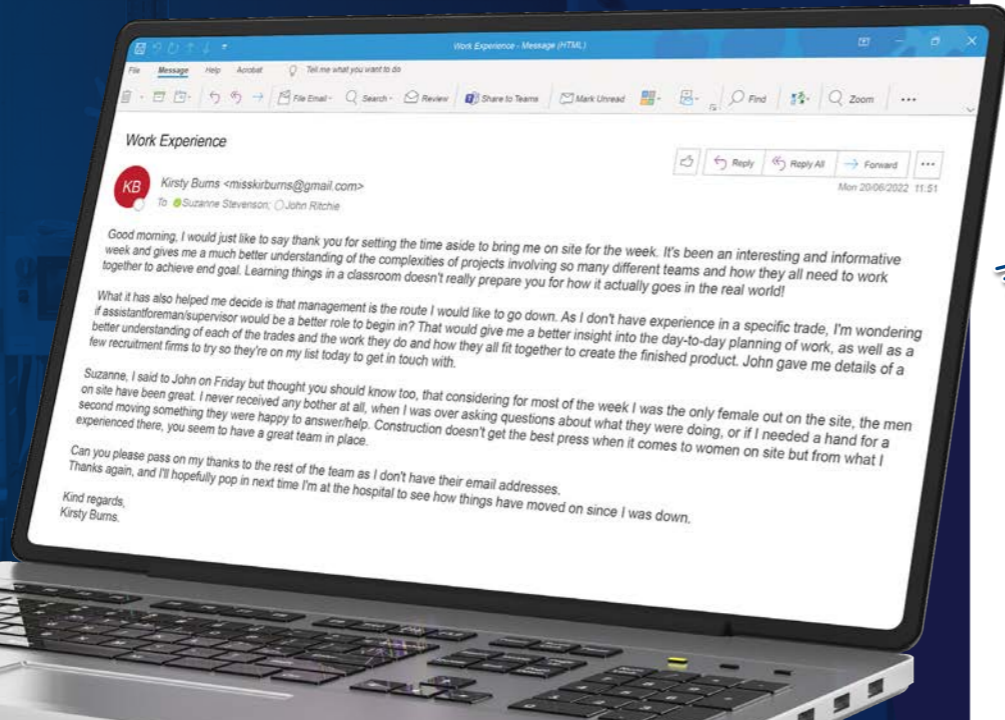 Work Experience - Message (HTML)
File Message Help Acrobat Tell me what you want to do
File Email Search Review Share to Teams Mark Unread Find Zoom
Work Experience
Reply Reply All Forward
Mon 20/06/2022 11:51
KB
Kirsty Burns <misskirburns@gmail.com>
To Suzanne Stevenson; John Ritchie
Good morning, I would just like to say thank you for setting the time aside to bring me on site for the week. It's been an interesting and informative
week and gives me a much better understanding of the complexities of projects involving so many different teams and how they all need to work
together to achieve end goal. Learning things in a classroom doesn't really prepare you for how it actually goes in the real world!
What it has also helped me decide is that management is the route I would like to go down. As I don't have experience in a specific trade, I'm wondering
if assistantforeman/supervisor would be a better role to begin in? That would give me a better insight into the day-to-day planning of work, as well as a
better understanding of each of the trades and the work they do and how they all fit together to create the finished product. John gave me details of a
few recruitment firms to try so they're on my list today to get in touch with.
Suzanne, I said to John on Friday but thought you should know too, that considering for most of the week I was the only female out on the site, the men
on site have been great. I never received any bother at all, when I was over asking questions about what they were doing, or if I needed a hand for a
second moving something they were happy to answer/help. Construction doesn't get the best press when it comes to women on site but from what I
experienced there, you seem to have a great team in place.
Can you please pass on my thanks to the rest of the team as I don't have their email addresses.
Thanks again, and I'll hopefully pop in next time I'm at the hospital to see how things have moved on since I was down.
Kind regards,
Kirsty Burns.